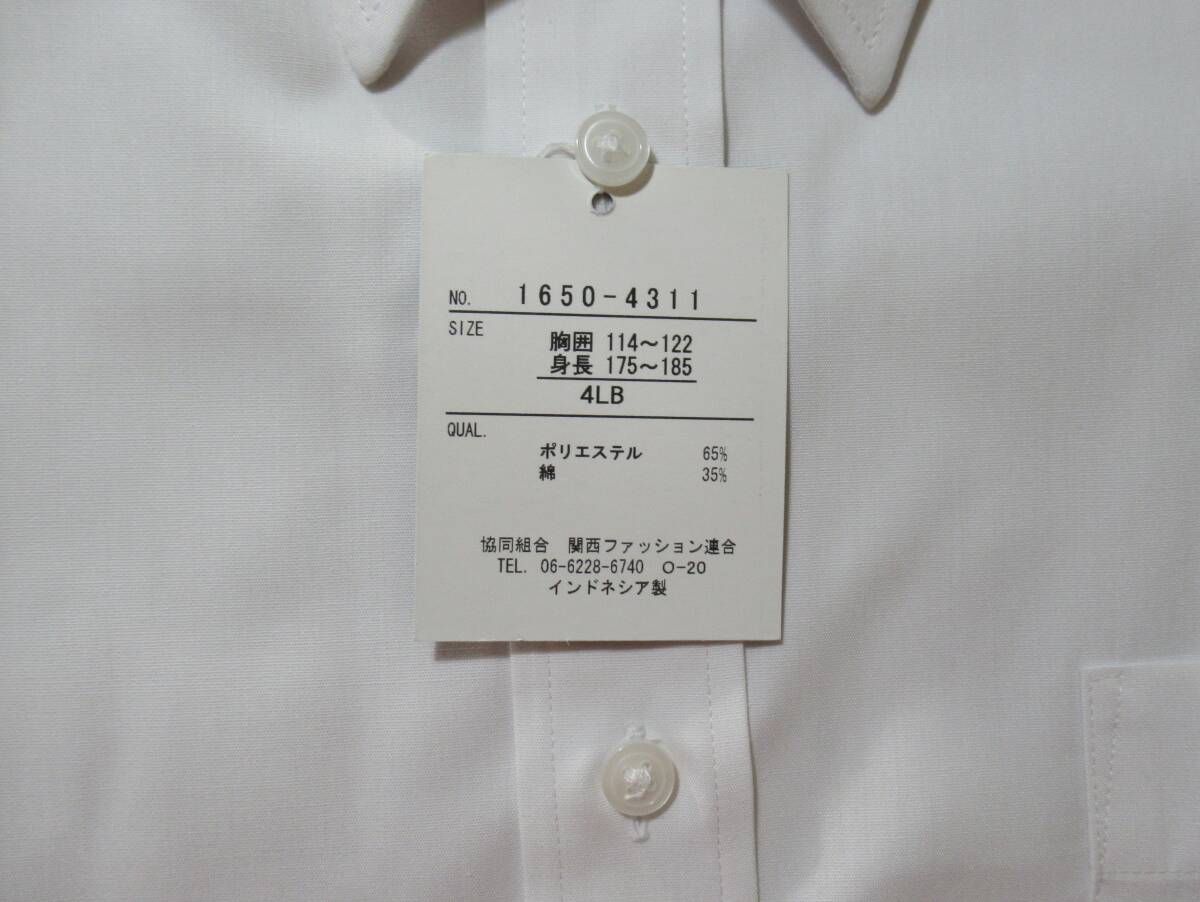 NO. 1650-4311
SIZE
胸囲 114～122
身長 175～185
4LB
QUAL.
ポリエステル 65%
綿 35%
協同組合 関西ファッション連合
TEL. 06-6228-6740 O-20
インドネシア製